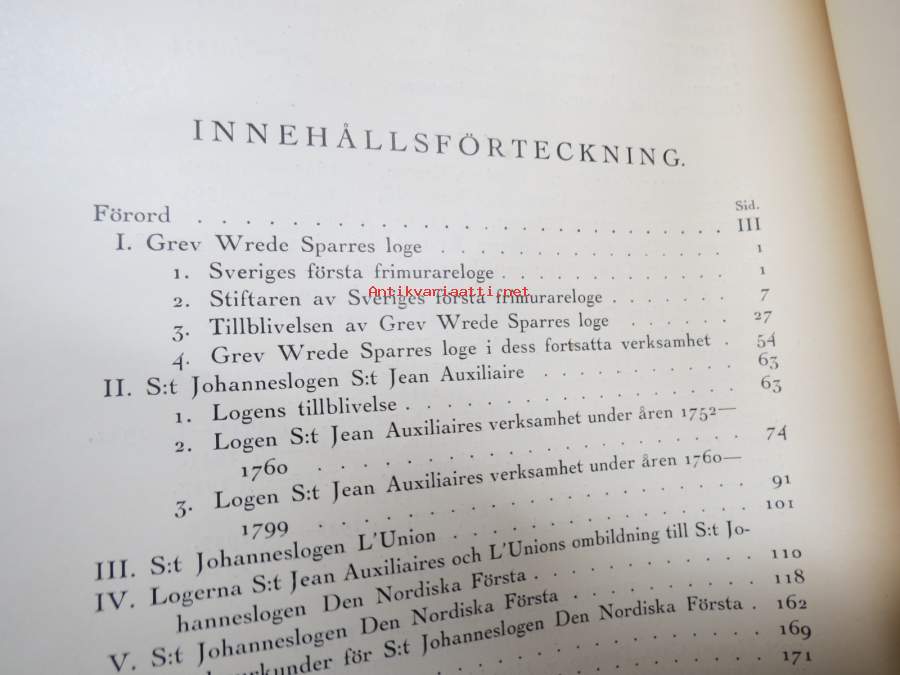 INNEHÅLLSFÖRTECKNING.
Sid.
Förord . . . . . . . . . . . . . . . . . . . . III
I. Grev Wrede Sparres loge . . . . . . . . . . 1
1. Sveriges första frimurareloge . . . . . . . . 1
Antikvariaatti.net
2. Stiftaren av Sveriges första frimurareloge . . . . . 7
3. Tillblivelsen av Grev Wrede Sparres loge . . . . . . 27
4. Grev Wrede Sparres loge i dess fortsatta verksamhet . 54
II. S:t Johanneslogen S:t Jean Auxiliaire . . . . . . . 63
1. Logens tillblivelse . . . . . . . . . . . . 63
2. Logen S:t Jean Auxiliaires verksamhet under åren 1752—
1760 . . . . . . . . . . . . . . . . 74
3. Logen S:t Jean Auxiliaires verksamhet under åren 1760—
1799 . . . . . . . . . . . . . . . . 91
III. S:t Johanneslogen L'Union . . . . . . . . . . 101
IV. Logerna S:t Jean Auxiliaires och L'Unions ombildning till S:t Jo-
hanneslogen Den Nordiska Första . . . . . . . . 110
V. S:t Johanneslogen Den Nordiska Första . . . . . . . 118
för S:t Johanneslogen Den Nordiska Första . 162
169
171